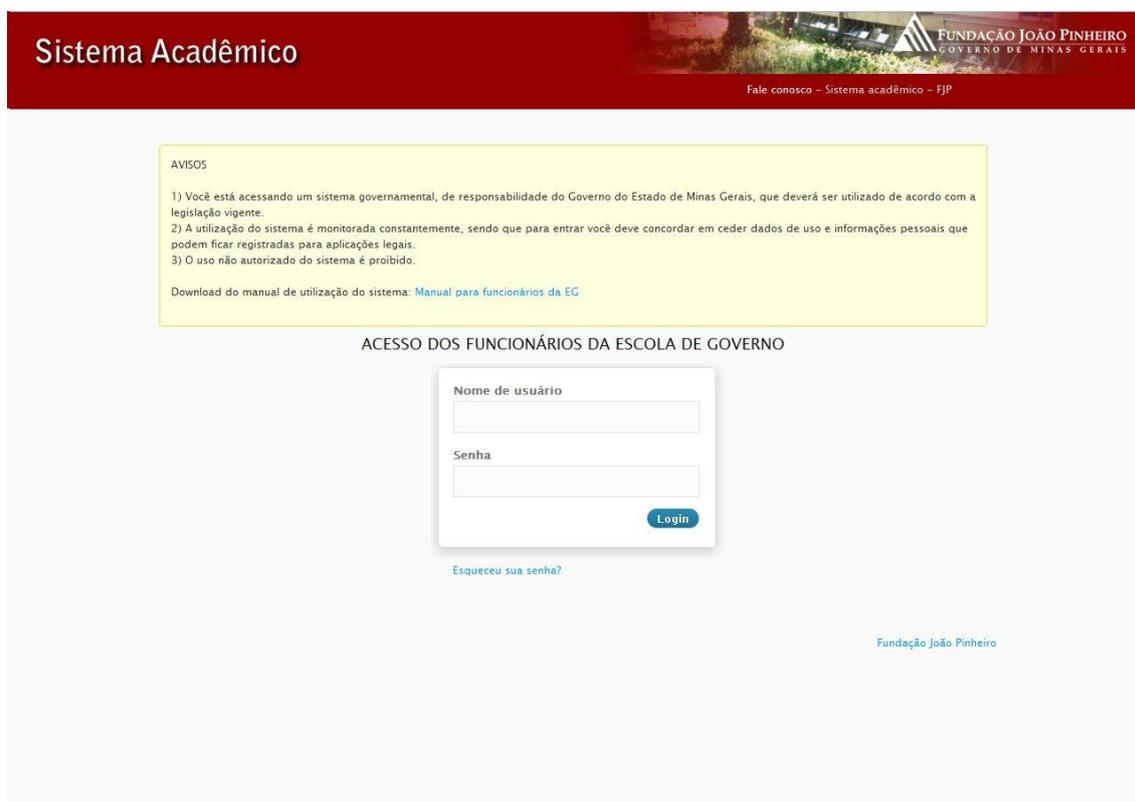 Sistema Acadêmico
FUNDAÇÃO JOÃO PINHEIRO
GOVERNO DE MINAS GERAIS
Fale conosco – Sistema acadêmico – FJP
AVISOS
1) Você está acessando um sistema governamental, de responsabilidade do Governo do Estado de Minas Gerais, que deverá ser utilizado de acordo com a
legislação vigente.
2) A utilização do sistema é monitorada constantemente, sendo que para entrar você deve concordar em ceder dados de uso e informações pessoais que
podem ficar registradas para aplicações legais.
3) O uso não autorizado do sistema é proibido.
Download do manual de utilização do sistema: Manual para funcionários da EG
ACESSO DOS FUNCIONÁRIOS DA ESCOLA DE GOVERNO
Nome de usuário
Senha
Login
Esqueceu sua senha?
Fundação João Pinheiro